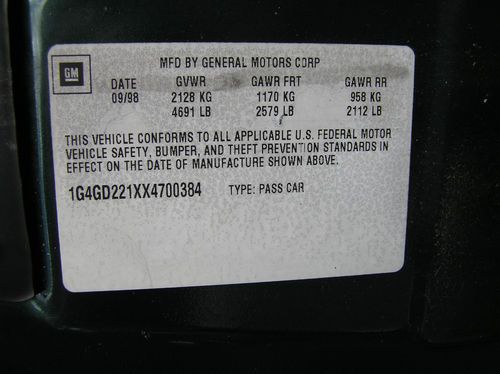 MFD BY GENERAL MOTORS CORP
GM
DATE GVWR GAWR FRT GAWR RR
09/98 2128 KG 1170 KG 958 KG
4691 LB 2579 LB 2112 LB
THIS VEHICLE CONFORMS TO ALL APPLICABLE U.S. FEDERAL MOTOR
VEHICLE SAFETY, BUMPER, AND THEFT PREVENTION STANDARDS IN
EFFECT ON THE DATE OF MANUFACTURE SHOWN ABOVE.
1G4GD221XX4700384 TYPE: PASS CAR